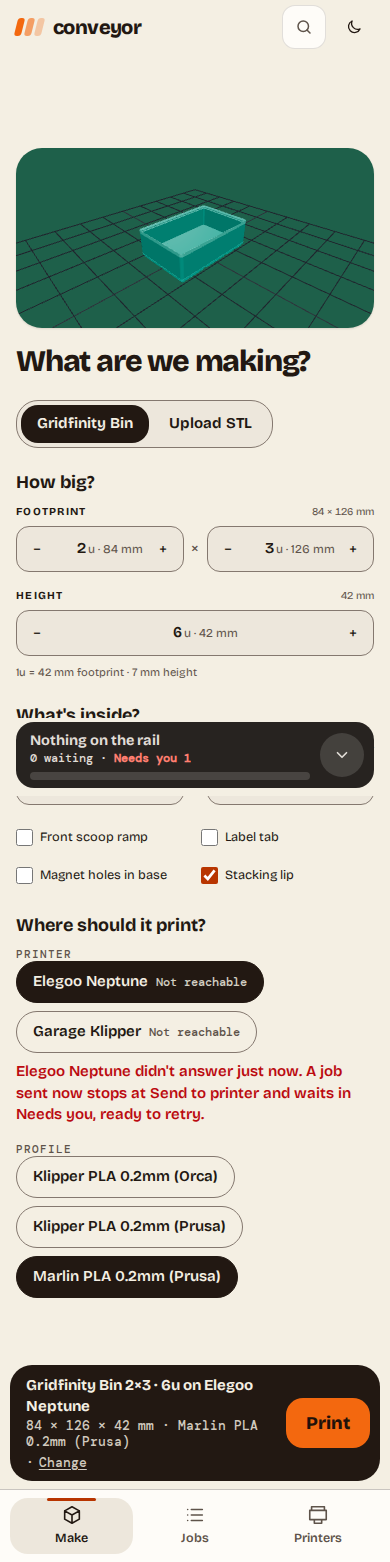 conveyor
What are we making?
Gridfinity Bin Upload STL
How big?
FOOTPRINT 84 × 126 mm
− 2 u · 84 mm + × − 3 u · 126 mm +
HEIGHT 42 mm
− 6 u · 42 mm +
1u = 42 mm footprint · 7 mm height
What's inside?
Nothing on the rail
0 waiting · Needs you 1
Front scoop ramp Label tab
Magnet holes in base Stacking lip
Where should it print?
PRINTER
Elegoo Neptune Not reachable
Garage Klipper Not reachable
Elegoo Neptune didn't answer just now. A job
sent now stops at Send to printer and waits in
Needs you, ready to retry.
PROFILE
Klipper PLA 0.2mm (Orca)
Klipper PLA 0.2mm (Prusa)
Marlin PLA 0.2mm (Prusa)
Gridfinity Bin 2×3 · 6u on Elegoo
Neptune
84 × 126 × 42 mm · Marlin PLA
0.2mm (Prusa)
· Change
Print
Make Jobs Printers